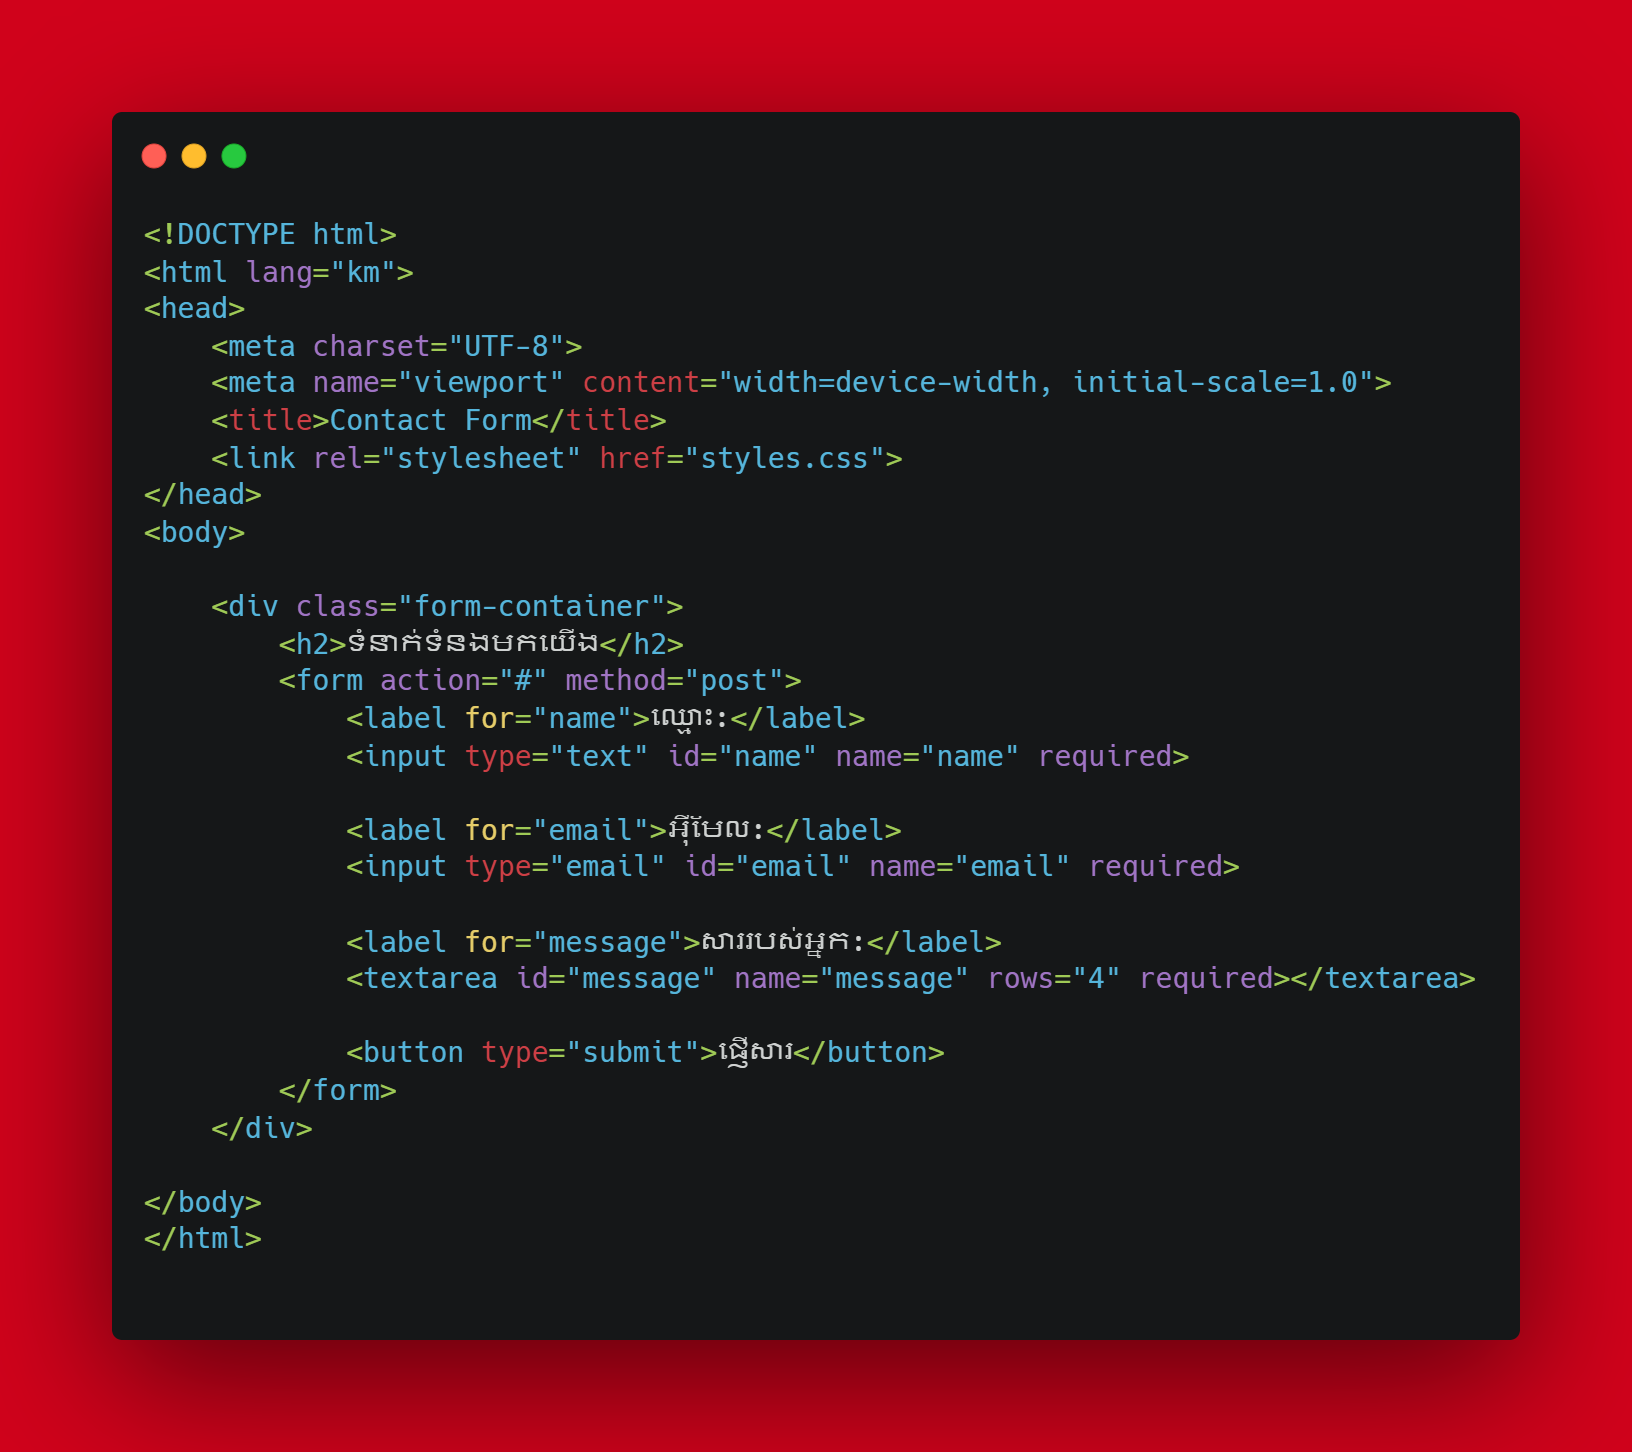 <!DOCTYPE html>
<html lang="km">
<head>
    <meta charset="UTF-8">
    <meta name="viewport" content="width=device-width, initial-scale=1.0">
    <title>Contact Form</title>
    <link rel="stylesheet" href="styles.css">
</head>
<body>

    <div class="form-container">
        <h2>ទំនាក់ទំនងមកយើង</h2>
        <form action="#" method="post">
            <label for="name">ឈ្មោះ:</label>
            <input type="text" id="name" name="name" required>

            <label for="email">អ៊ីមែល:</label>
            <input type="email" id="email" name="email" required>

            <label for="message">សាររបស់អ្នក:</label>
            <textarea id="message" name="message" rows="4" required></textarea>

            <button type="submit">ផ្ញើសារ</button>
        </form>
    </div>

</body>
</html>